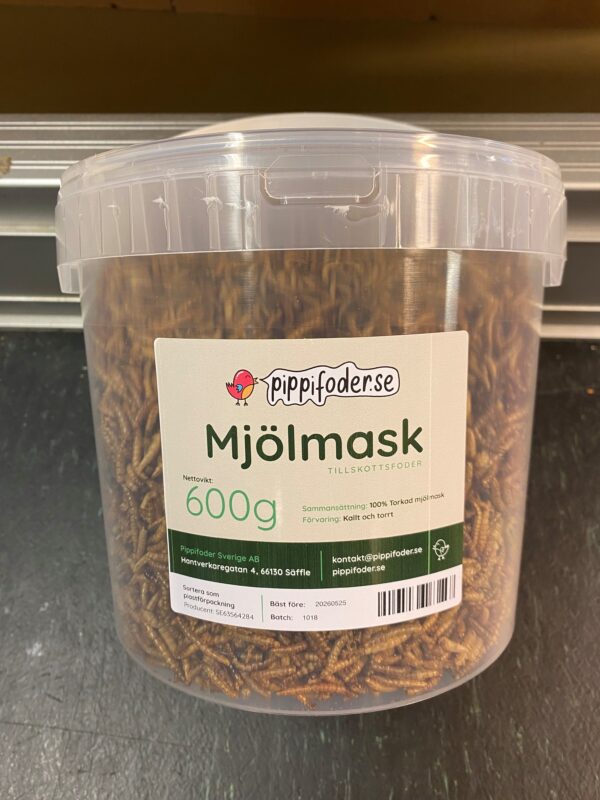 pippifoder.se
Mjölmask
TILLSKOTTSFODER
Nettovikt:
600g
Sammansättning: 100% Torkad mjölmask
Förvaring: Kallt och torrt
Pippifoder Sverige AB
Hantverkaregatan 4, 66130 Säffle
kontakt@pippifoder.se
pippifoder.se
Sortera som
plastförpackning
Producent: SE63564284
Bäst före: 20260525
Batch: 1018